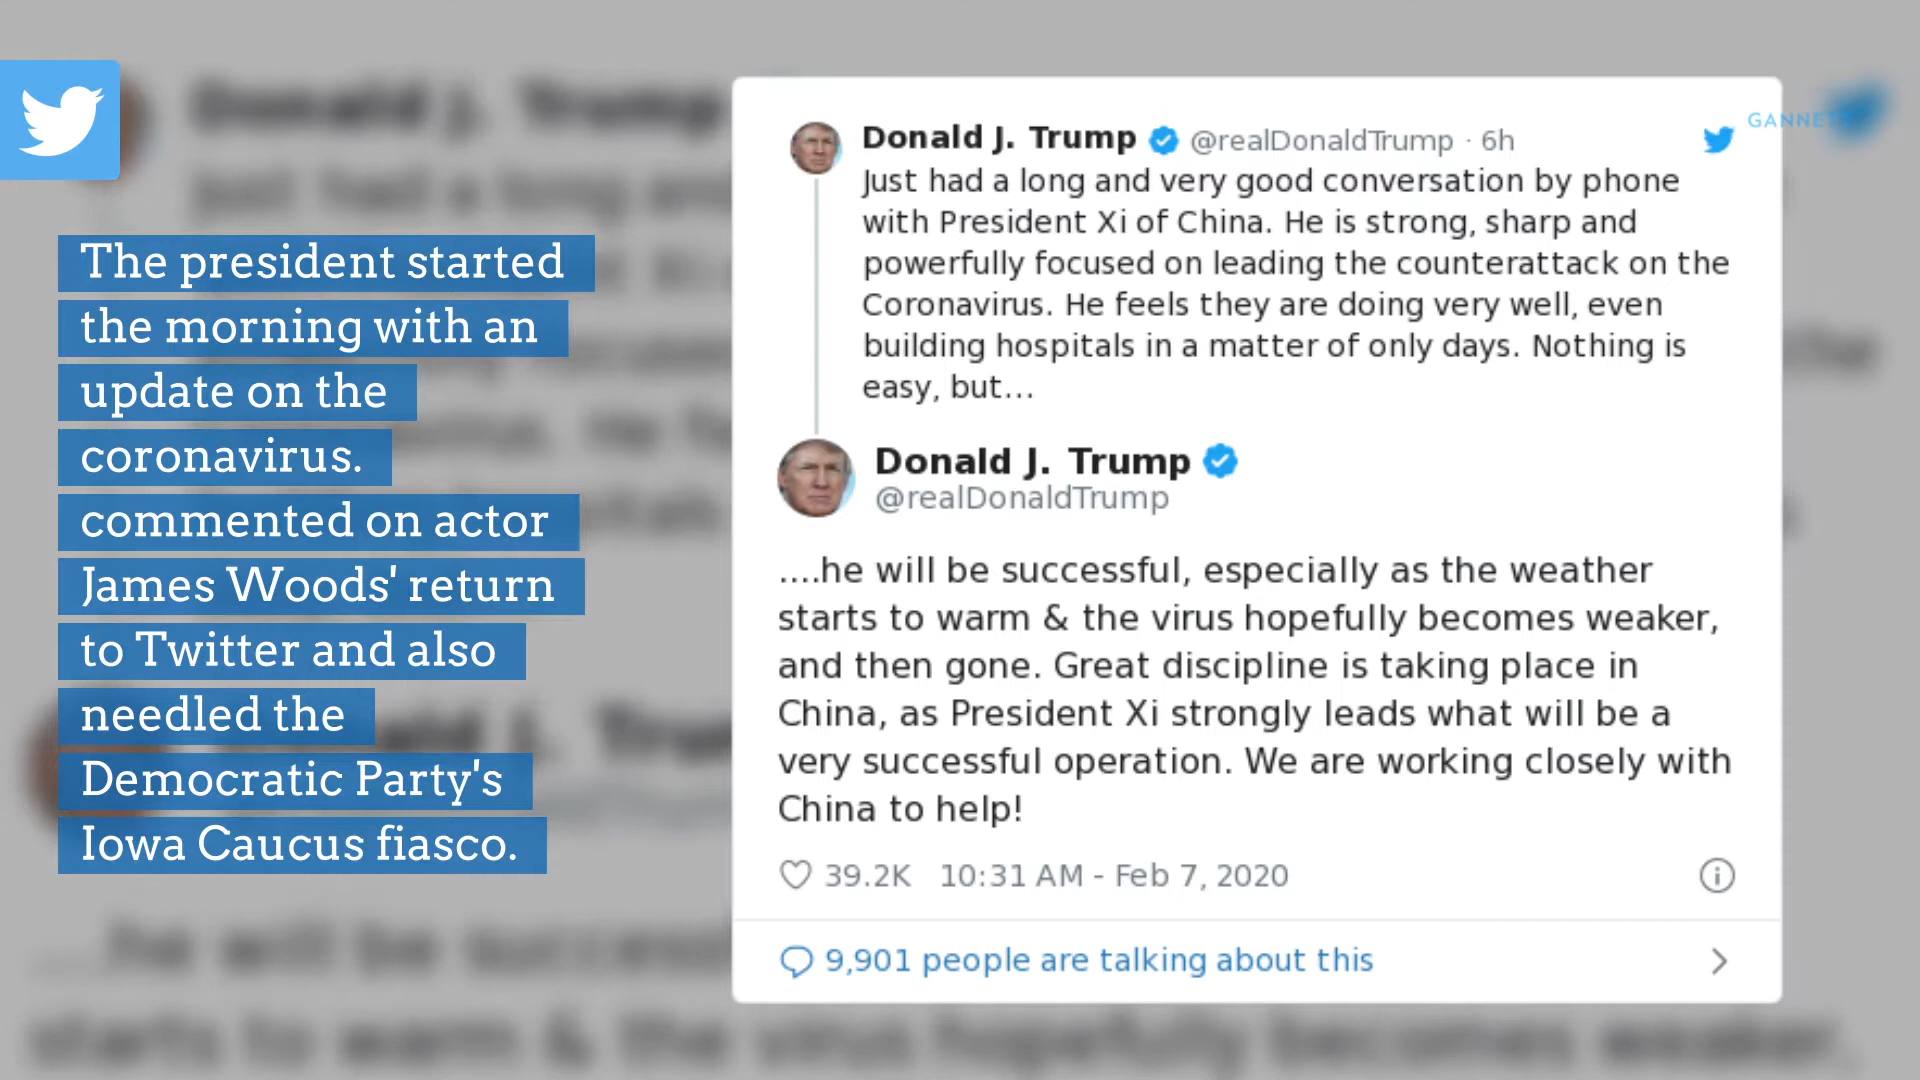 The president started
the morning with an
update on the
coronavirus.
commented on actor
James Woods' return
to Twitter and also
needled the
Democratic Party's
Iowa Caucus fiasco.
Donald J. Trump @realDonaldTrump · 6h
Just had a long and very good conversation by phone
with President Xi of China. He is strong, sharp and
powerfully focused on leading the counterattack on the
Coronavirus. He feels they are doing very well, even
building hospitals in a matter of only days. Nothing is
easy, but...
Donald J. Trump
@realDonaldTrump
....he will be successful, especially as the weather
starts to warm & the virus hopefully becomes weaker,
and then gone. Great discipline is taking place in
China, as President Xi strongly leads what will be a
very successful operation. We are working closely with
China to help!
39.2K 10:31 AM - Feb 7, 2020
9,901 people are talking about this